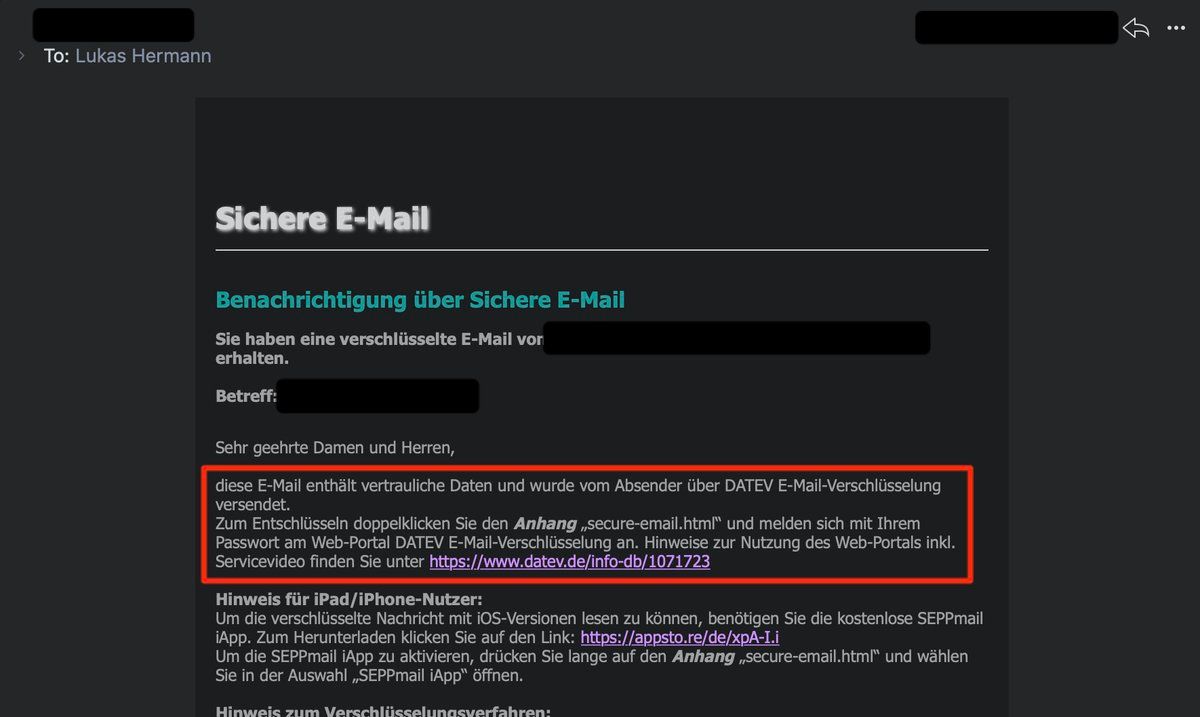 To: Lukas Hermann
Sichere E-Mail
Benachrichtigung über Sichere E-Mail
Sie haben eine verschlüsselte E-Mail von
erhalten.
Betreff:
Sehr geehrte Damen und Herren,
diese E-Mail enthält vertrauliche Daten und wurde vom Absender über DATEV E-Mail-Verschlüsselung
versendet.
Zum Entschlüsseln doppelklicken Sie den Anhang „secure-email.html“ und melden sich mit Ihrem
Passwort am Web-Portal DATEV E-Mail-Verschlüsselung an. Hinweise zur Nutzung des Web-Portals inkl.
Servicevideo finden Sie unter https://www.datev.de/info-db/1071723
Hinweis für iPad/iPhone-Nutzer:
Um die verschlüsselte Nachricht mit iOS-Versionen lesen zu können, benötigen Sie die kostenlose SEPPmail
iApp. Zum Herunterladen klicken Sie auf den Link: https://appsto.re/de/xpA-I.i
Um die SEPPmail iApp zu aktivieren, drücken Sie lange auf den Anhang „secure-email.html“ und wählen
Sie in der Auswahl „SEPPmail iApp“ öffnen.
Hinweis zum Verschlüsselungsverfahren: